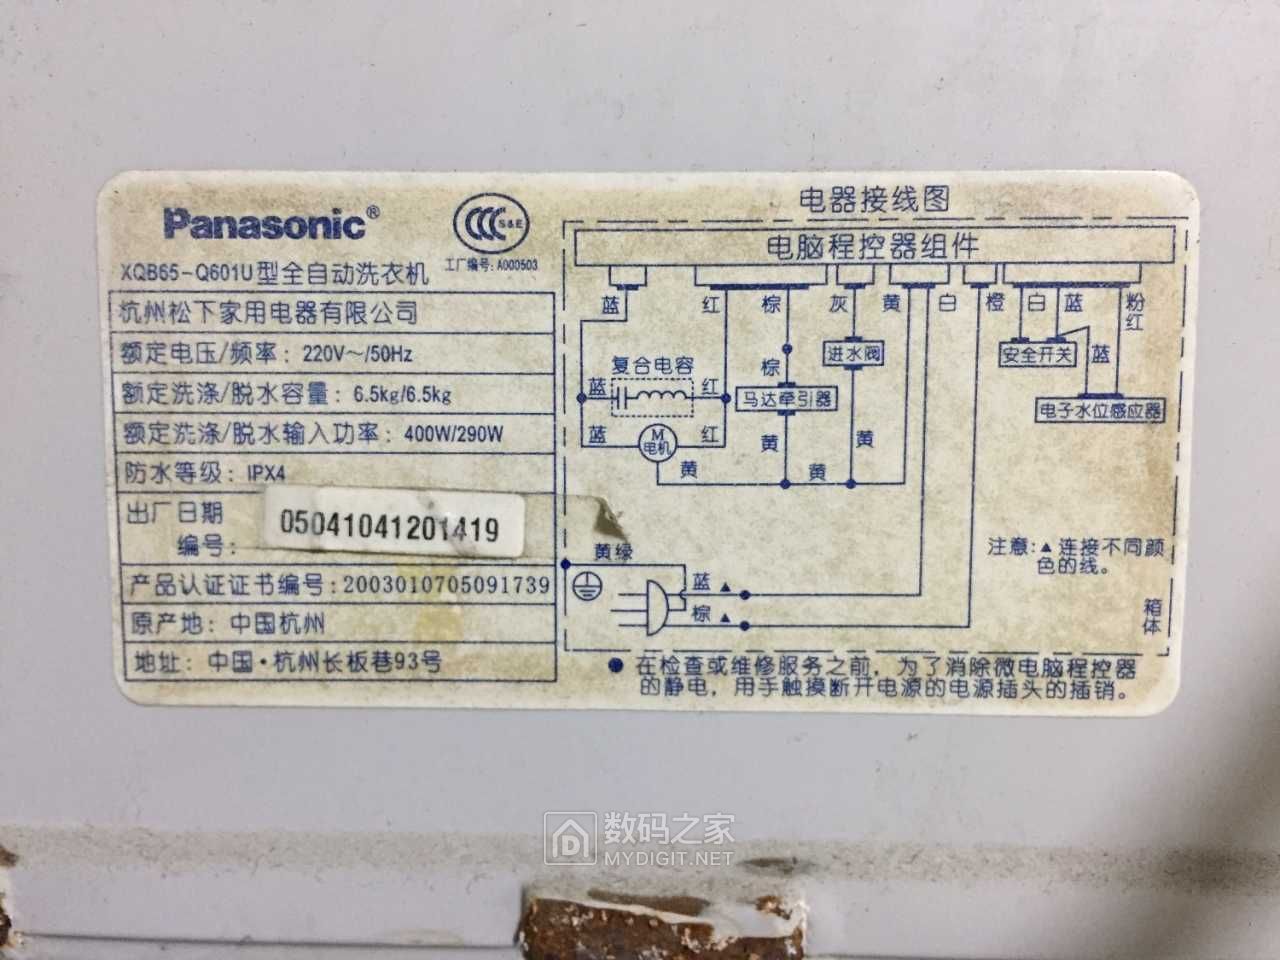 Panasonic®
S&E
工厂编号: A000503
XQB65-Q601U型全自动洗衣机
杭州松下家用电器有限公司
额定电压/频率: 220V～/50Hz
额定洗涤/脱水容量: 6.5kg/6.5kg
额定洗涤/脱水输入功率: 400W/290W
防水等级: IPX4
出厂日期
编号:
05041041201419
产品认证证书编号: 2003010705091739
原产地: 中国杭州
地址: 中国·杭州长板巷93号
电器接线图
电脑程控器组件
蓝 红 棕 灰 黄 白 橙 白 蓝 粉红
进水阀
安全开关
蓝
复合电容
棕
蓝 红
马达牵引器
电子水位感应器
蓝 M 电机 红
黄 黄
黄 黄
黄绿
注意:▲连接不同颜
色的线。
蓝 ▲
棕 ▲
箱体
●在检查或维修服务之前, 为了消除微电脑程控器
的静电, 用手触摸断开电源的电源插头的插销。
数码之家
MYDIGIT.NET